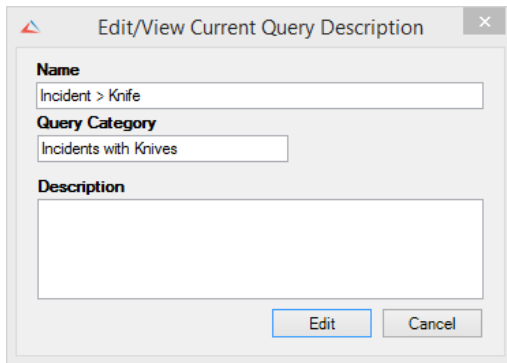 Edit/View Current Query Description
Name
Incident > Knife
Query Category
Incidents with Knives
Description
Edit Cancel